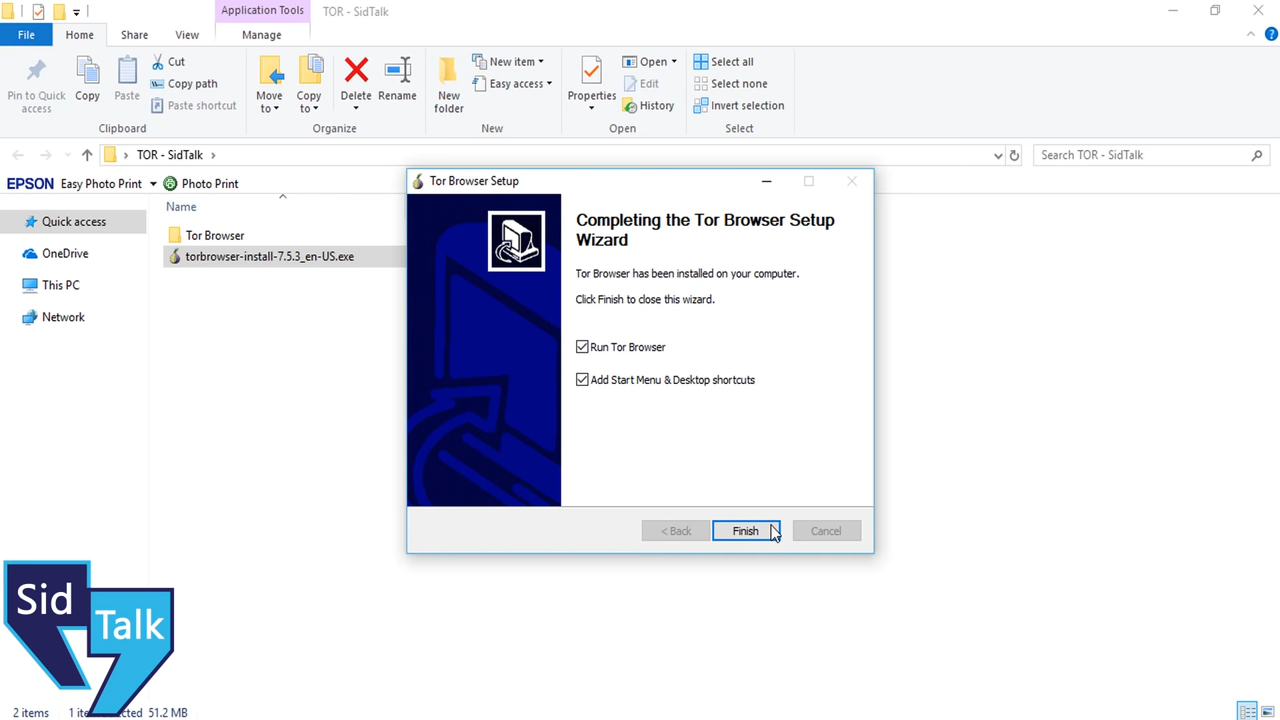 Application Tools
TOR - SidTalk
File
Home
Share
View
Manage
Pin to Quick
access
Copy
Paste
Cut
Copy path
Paste shortcut
Clipboard
Move
to
Copy
to
Delete
Rename
Organize
New
folder
New item
Easy access
New
Properties
Open
Edit
History
Open
Select all
Select none
Invert selection
Select
TOR - SidTalk
Search TOR - SidTalk
EPSON Easy Photo Print Photo Print
Quick access
OneDrive
This PC
Network
Name
Tor Browser
torbrowser-install-7.5.3_en-US.exe
Tor Browser Setup
Completing the Tor Browser Setup
Wizard
Tor Browser has been installed on your computer.
Click Finish to close this wizard.
Run Tor Browser
Add Start Menu & Desktop shortcuts
< Back
Finish
Cancel
Sid
Talk
2 items
51.2 MB